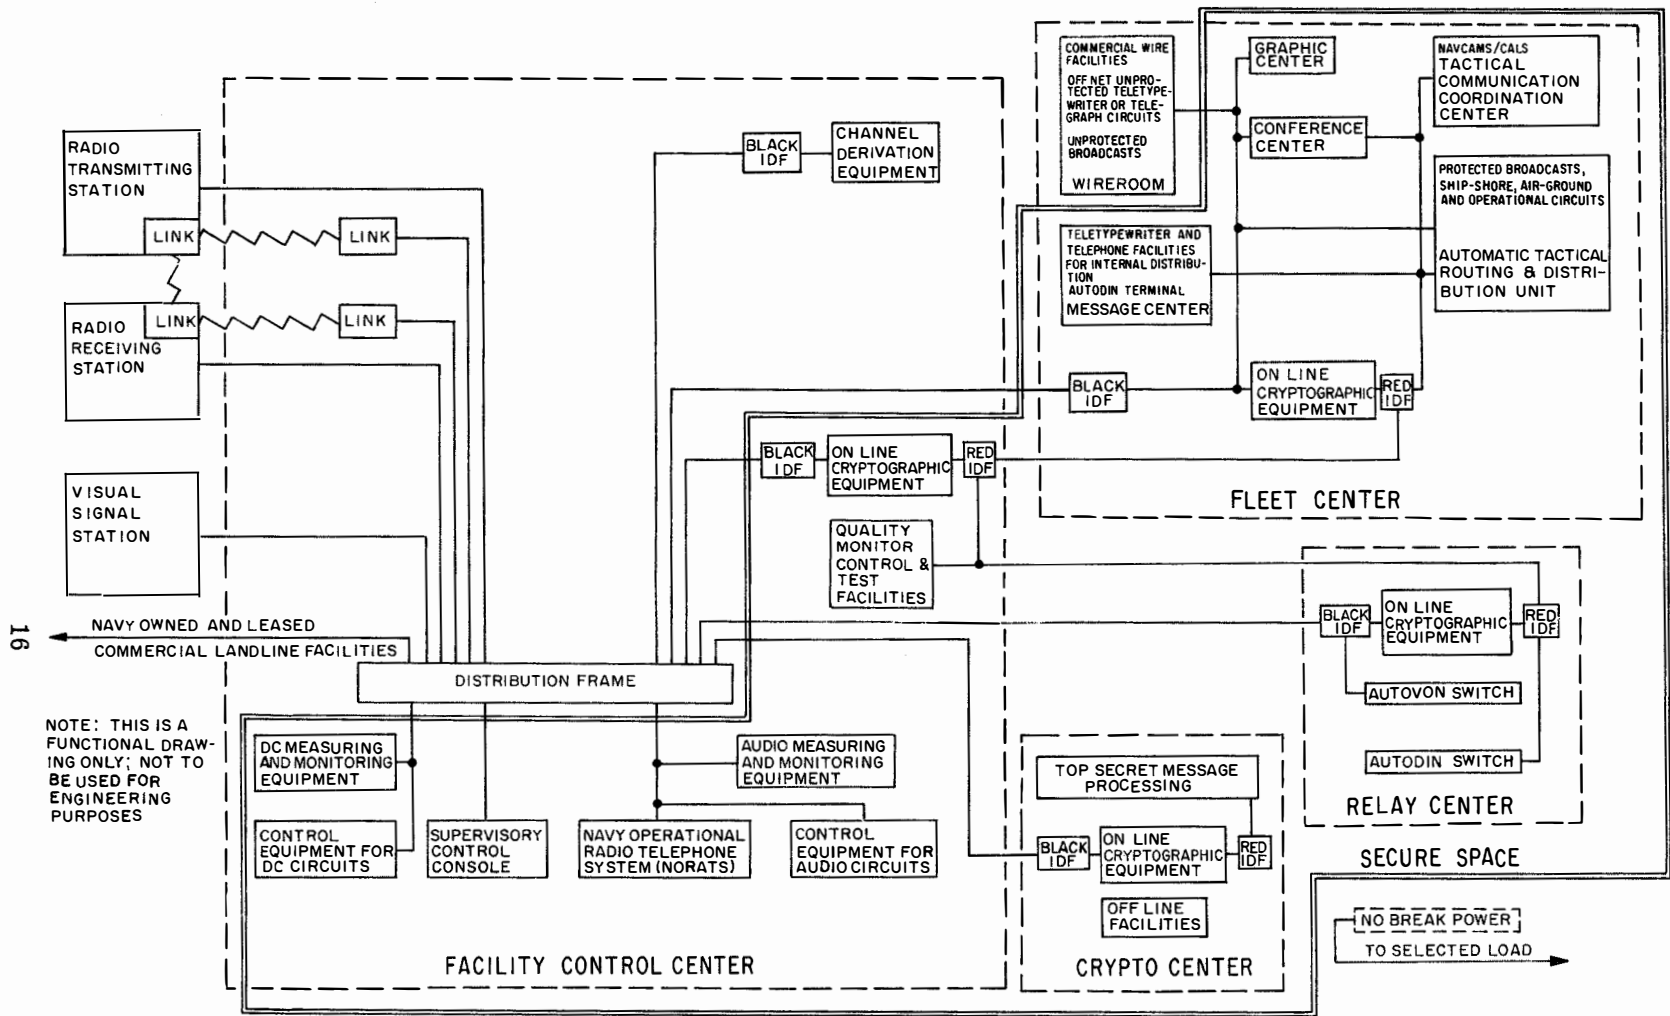 COMMERCIAL WIRE
FACILITIES
OFF NET UNPRO-
TECTED TELETYPE-
WRITER OR TELE-
GRAPH CIRCUITS
UNPROTECTED
BROADCASTS
WIREROOM
GRAPHIC
CENTER
NAVCAMS/CALS
TACTICAL
COMMUNICATION
COORDINATION
CENTER
CONFERENCE
CENTER
PROTECTED BROADCASTS,
SHIP-SHORE, AIR-GROUND
AND OPERATIONAL CIRCUITS
AUTOMATIC TACTICAL
ROUTING & DISTRI-
BUTION UNIT
TELETYPEWRITER AND
TELEPHONE FACILITIES
FOR INTERNAL DISTRIBU-
TION
AUTODIN TERMINAL
MESSAGE CENTER
BLACK
IDF
ON LINE
CRYPTOGRAPHIC
EQUIPMENT
RED
IDF
FLEET CENTER
RADIO
TRANSMITTING
STATION
LINK
LINK
BLACK
IDF
CHANNEL
DERIVATION
EQUIPMENT
RADIO
RECEIVING
STATION
LINK
LINK
BLACK
IDF
ON LINE
CRYPTOGRAPHIC
EQUIPMENT
RED
IDF
VISUAL
SIGNAL
STATION
QUALITY
MONITOR
CONTROL &
TEST
FACILITIES
BLACK
IDF
ON LINE
CRYPTOGRAPHIC
EQUIPMENT
RED
IDF
AUTOVON SWITCH
AUTODIN SWITCH
RELAY CENTER
16
NAVY OWNED AND LEASED
COMMERCIAL LANDLINE FACILITIES
DISTRIBUTION FRAME
NOTE: THIS IS A
FUNCTIONAL DRAW-
ING ONLY; NOT TO
BE USED FOR
ENGINEERING
PURPOSES
DC MEASURING
AND MONITORING
EQUIPMENT
AUDIO MEASURING
AND MONITORING
EQUIPMENT
CONTROL
EQUIPMENT FOR
DC CIRCUITS
SUPERVISORY
CONTROL
CONSOLE
NAVY OPERATIONAL
RADIO TELEPHONE
SYSTEM (NORATS)
CONTROL
EQUIPMENT FOR
AUDIO CIRCUITS
FACILITY CONTROL CENTER
TOP SECRET MESSAGE
PROCESSING
BLACK
IDF
ON LINE
CRYPTOGRAPHIC
EQUIPMENT
RED
IDF
OFF LINE
FACILITIES
CRYPTO CENTER
SECURE SPACE
NO BREAK POWER
TO SELECTED LOAD